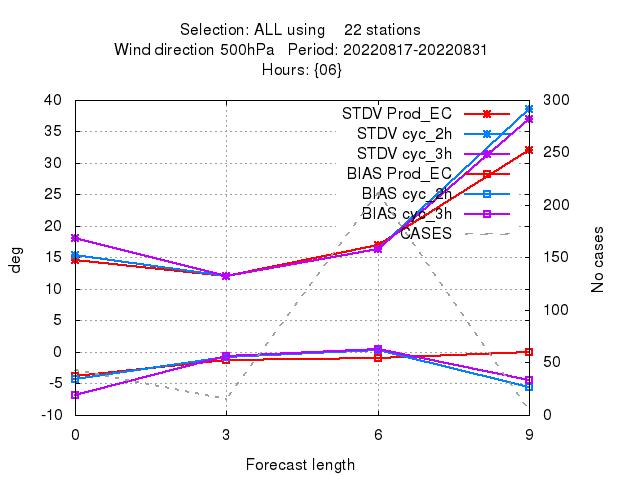 Selection: ALL using 22 stations
Wind direction 500hPa Period: 20220817-20220831
Hours: {06}
40 300
35
30 250
25
20 200
15 150
10
5 100
0
-5 50
-10 0
deg
No cases
STDV Prod_EC
STDV cyc_2h
STDV cyc_3h
BIAS Prod_EC
BIAS cyc_2h
BIAS cyc_3h
CASES
0 3 6 9
Forecast length